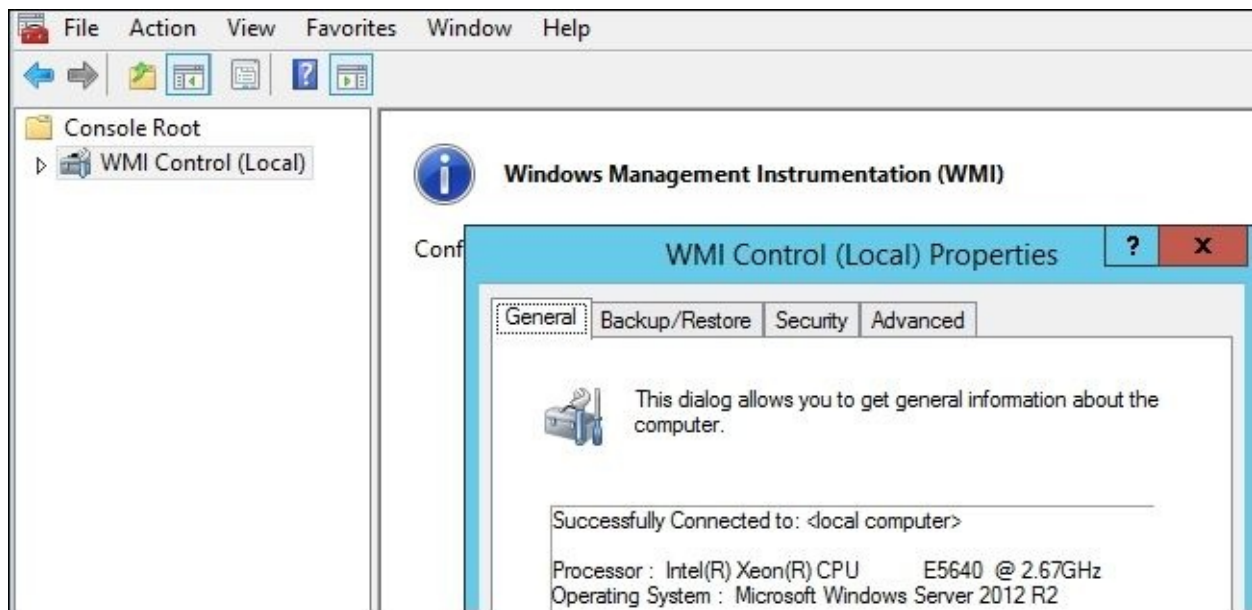 File Action View Favorites Window Help
Console Root
WMI Control (Local)
Windows Management Instrumentation (WMI)
Conf
WMI Control (Local) Properties
? X
General Backup/Restore Security Advanced
This dialog allows you to get general information about the
computer.
Successfully Connected to: <local computer>
Processor : Intel(R) Xeon(R) CPU E5640 @ 2.67GHz
Operating System : Microsoft Windows Server 2012 R2